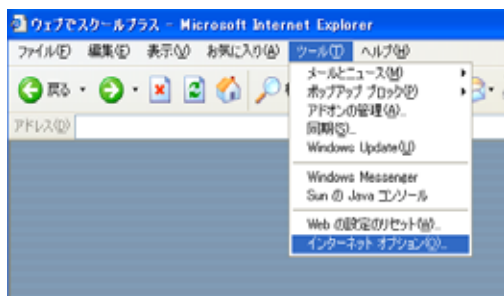 ウェブでスクールプラス - Microsoft Internet Explorer
ファイル(F) 編集(E) 表示(V) お気に入り(A) ツール(T) ヘルプ(H)
戻る
アドレス(D)
メールとニュース(M)
ポップアップ ブロック(P)
アドオンの管理(A)...
同期(S)...
Windows Update(U)
Windows Messenger
Sun の Java コンソール
Web の設定のリセット(W)...
インターネット オプション(O)...